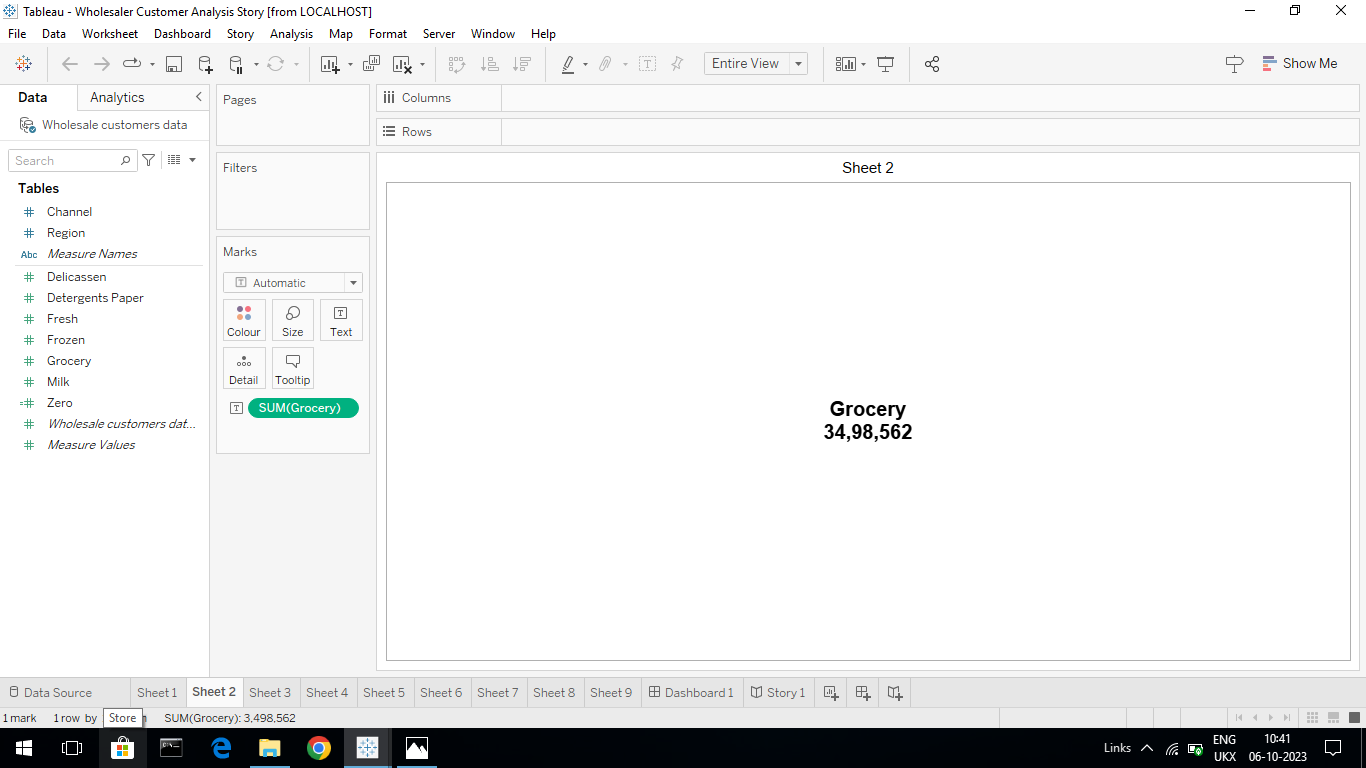 Tableau - Wholesaler Customer Analysis Story [from LOCALHOST]
File Data Worksheet Dashboard Story Analysis Map Format Server Window Help
Entire View
Show Me
Data Analytics
Wholesale customers data
Search
Tables
Channel
Region
Abc Measure Names
Delicassen
Detergents Paper
Fresh
Frozen
Grocery
Milk
Zero
Wholesale customers dat...
Measure Values
Pages
Filters
Marks
Automatic
Colour Size Text
Detail Tooltip
SUM(Grocery)
Columns
Rows
Sheet 2
Grocery
34,98,562
Data Source Sheet 1 Sheet 2 Sheet 3 Sheet 4 Sheet 5 Sheet 6 Sheet 7 Sheet 8 Sheet 9 Dashboard 1 Story 1
1 mark 1 row by SUM(Grocery): 3,498,562
Store
Links
ENG
UKX
10:41
06-10-2023